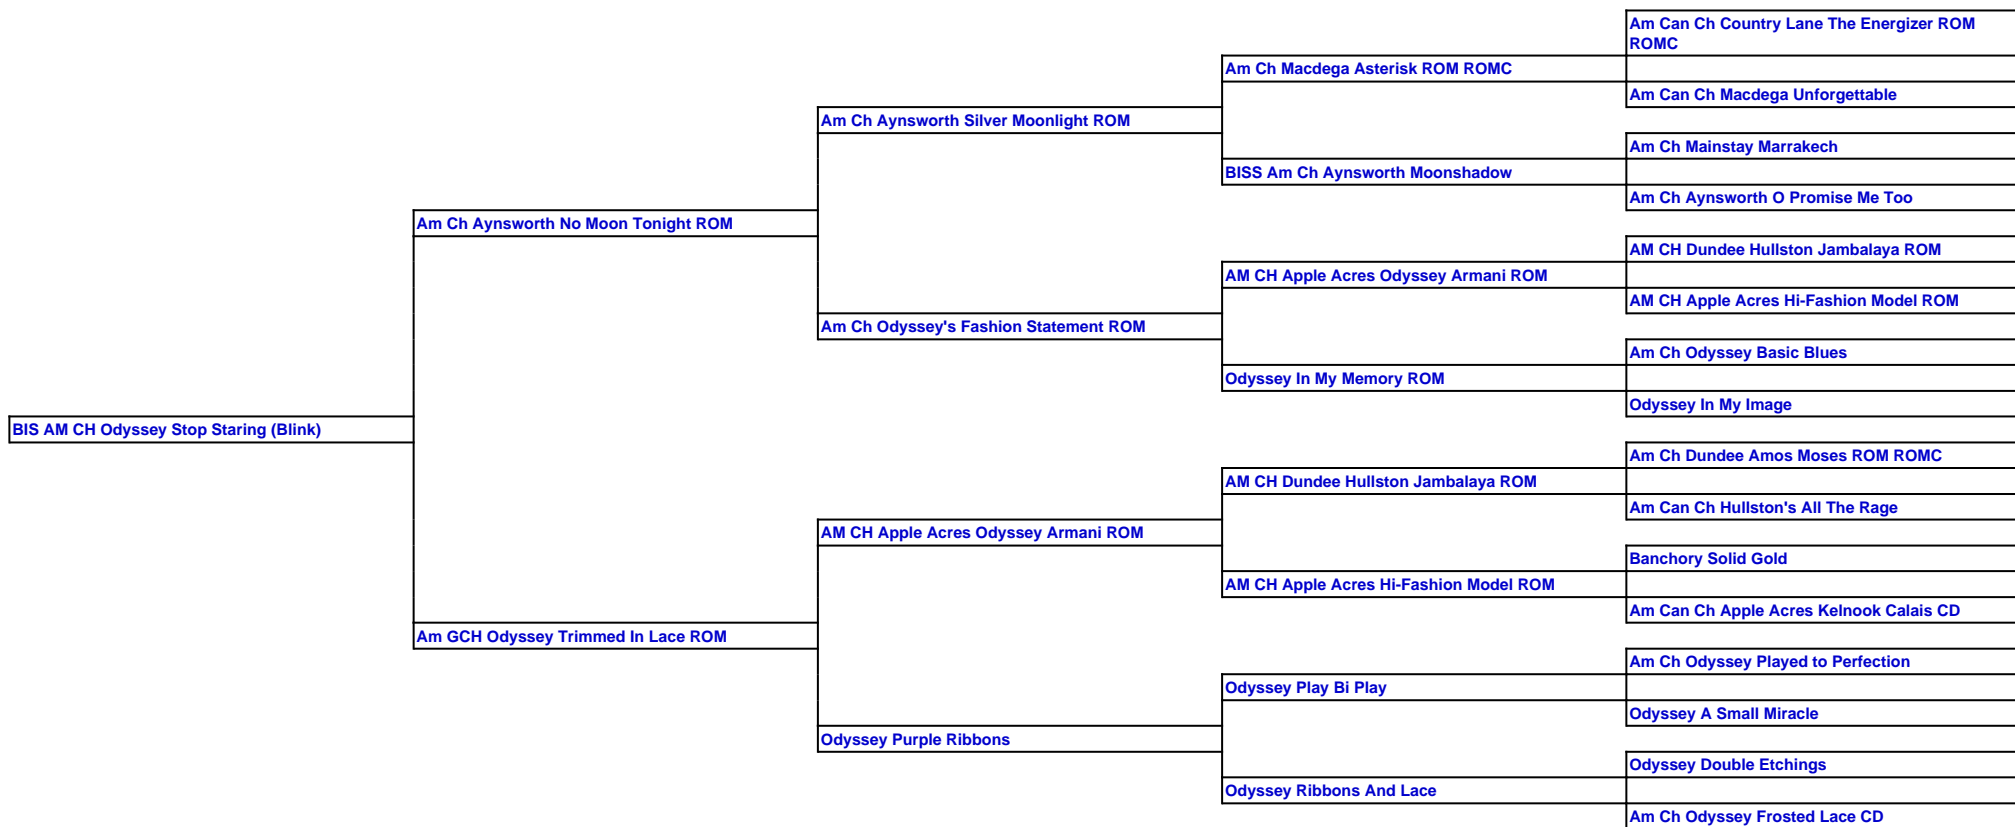 Am Can Ch Country Lane The Energizer ROM
ROMC
Am Ch Macdega Asterisk ROM ROMC
Am Can Ch Macdega Unforgettable
Am Ch Aynsworth Silver Moonlight ROM
Am Ch Mainstay Marrakech
BISS Am Ch Aynsworth Moonshadow
Am Ch Aynsworth O Promise Me Too
Am Ch Aynsworth No Moon Tonight ROM
AM CH Dundee Hullston Jambalaya ROM
AM CH Apple Acres Odyssey Armani ROM
AM CH Apple Acres Hi-Fashion Model ROM
Am Ch Odyssey's Fashion Statement ROM
Am Ch Odyssey Basic Blues
Odyssey In My Memory ROM
Odyssey In My Image
BIS AM CH Odyssey Stop Staring (Blink)
Am Ch Dundee Amos Moses ROM ROMC
AM CH Dundee Hullston Jambalaya ROM
Am Can Ch Hullston's All The Rage
AM CH Apple Acres Odyssey Armani ROM
Banchory Solid Gold
AM CH Apple Acres Hi-Fashion Model ROM
Am Can Ch Apple Acres Kelnook Calais CD
Am GCH Odyssey Trimmed In Lace ROM
Am Ch Odyssey Played to Perfection
Odyssey Play Bi Play
Odyssey A Small Miracle
Odyssey Purple Ribbons
Odyssey Double Etchings
Odyssey Ribbons And Lace
Am Ch Odyssey Frosted Lace CD